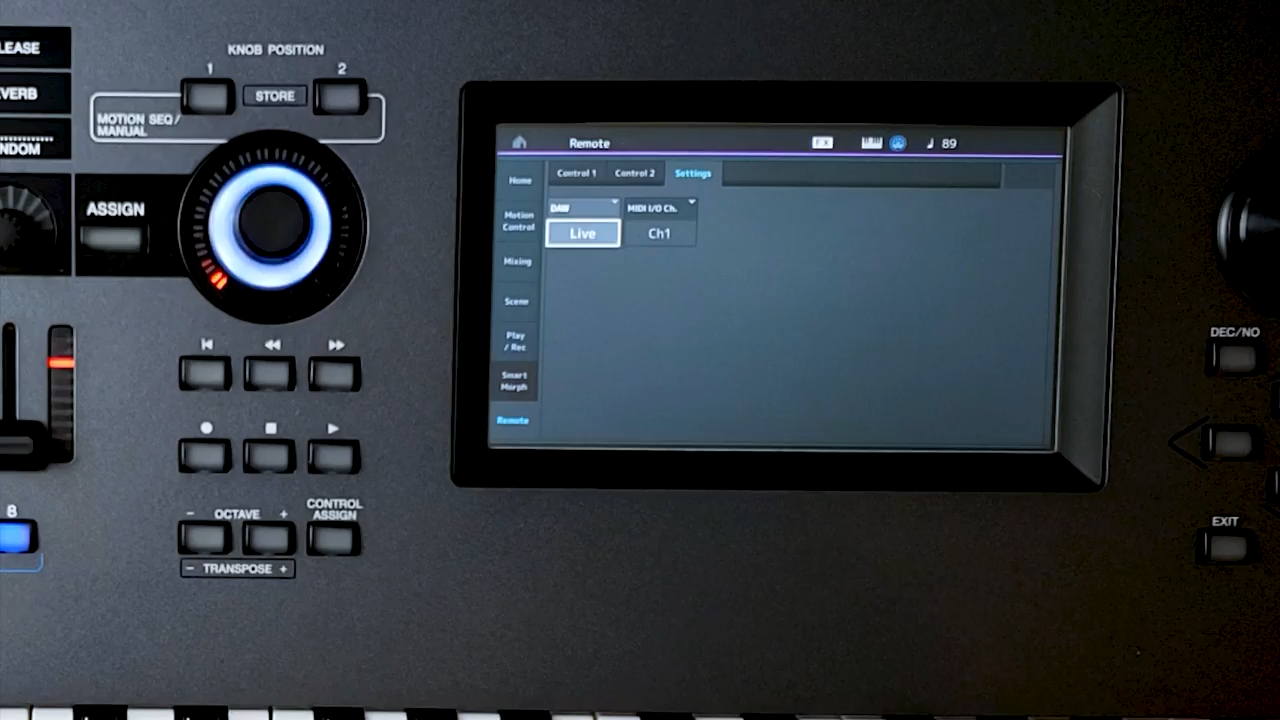 LEASE
VERB
NDOM
KNOB POSITION
1
2
STORE
MOTION SEQ/
MANUAL
ASSIGN
8
OCTAVE
− +
CONTROL
ASSIGN
− TRANSPOSE +
Remote
FX
89
Control 1
Control 2
Settings
Home
Motion
Control
Mixing
Scene
Play
/ Rec
Smart
Morph
Remote
DAW
MIDI I/O Ch.
Live
Ch1
DEC/NO
EXIT